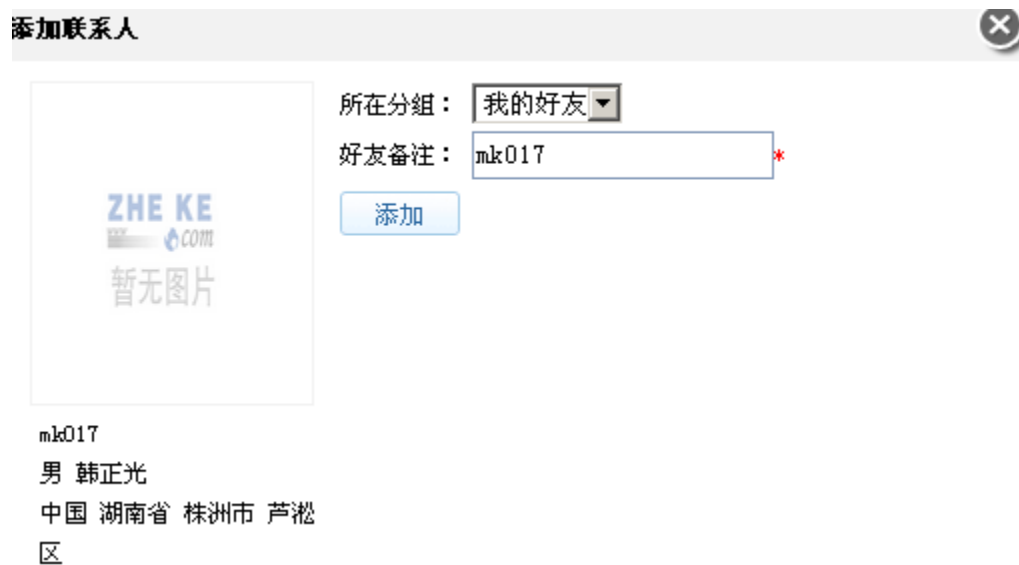 添加联系人
所在分组： 我的好友
好友备注： mk017 *
添加
ZHE KE
com
暂无图片
mk017
男 韩正光
中国 湖南省 株洲市 芦淞
区